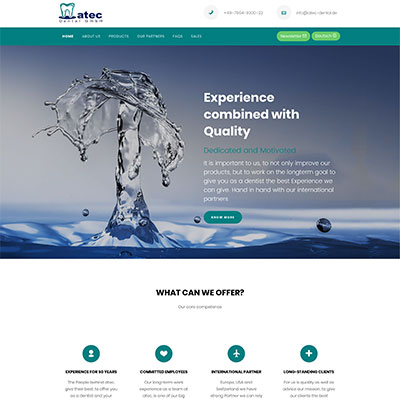 atec
Dental GmbH
+49-7664-9300-22
info@atec-dental.de
HOME ABOUT US PRODUCTS OUR PARTNERS FAQS SALES
Newsletter
Deutsch
Experience
combined with
Quality
Dedicated and Motivated
It is important to us, to not only improve our
products, but to work on the longterm goal to
give you as a dentist the best Experience we
can give. Hand in hand with our international
partners
KNOW MORE
WHAT CAN WE OFFER?
Our core competence
EXPERIENCE FOR 30 YEARS
The People behind atec,
give their best to offer you
as a dentist and your
COMMITTED EMPLOYEES
Our long-term work
experience as a team at
atec, is one of our big
INTERNATIONAL PARTNER
Europe, USA and
Switzerland we have
strong Partner we can rely
LONG-STANDING CLIENTS
For us is quality as well as
advice our mission: to give
our clients the best